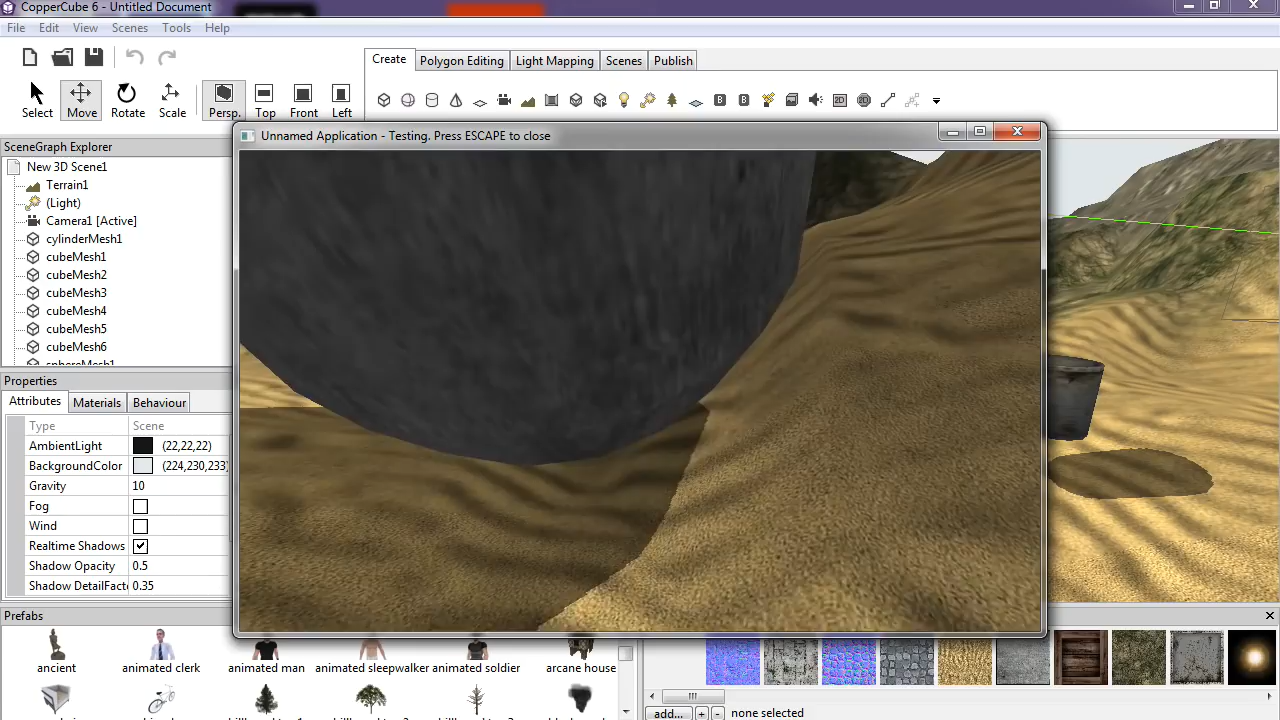 CopperCube 6 - Untitled Document
File Edit View Scenes Tools Help
Create Polygon Editing Light Mapping Scenes Publish
Select Move Rotate Scale Persp. Top Front Left
Unnamed Application - Testing. Press ESCAPE to close
SceneGraph Explorer
New 3D Scene1
Terrain1
(Light)
Camera1 [Active]
cylinderMesh1
cubeMesh1
cubeMesh2
cubeMesh3
cubeMesh4
cubeMesh5
cubeMesh6
sphereMesh1
Properties
Attributes Materials Behaviour
Type Scene
AmbientLight (22,22,22)
BackgroundColor (224,230,233)
Gravity 10
Fog
Wind
Realtime Shadows
Shadow Opacity 0.5
Shadow DetailFacto 0.35
Prefabs
ancient animated clerk animated man animated sleepwalker animated soldier arcane house
add... + - none selected